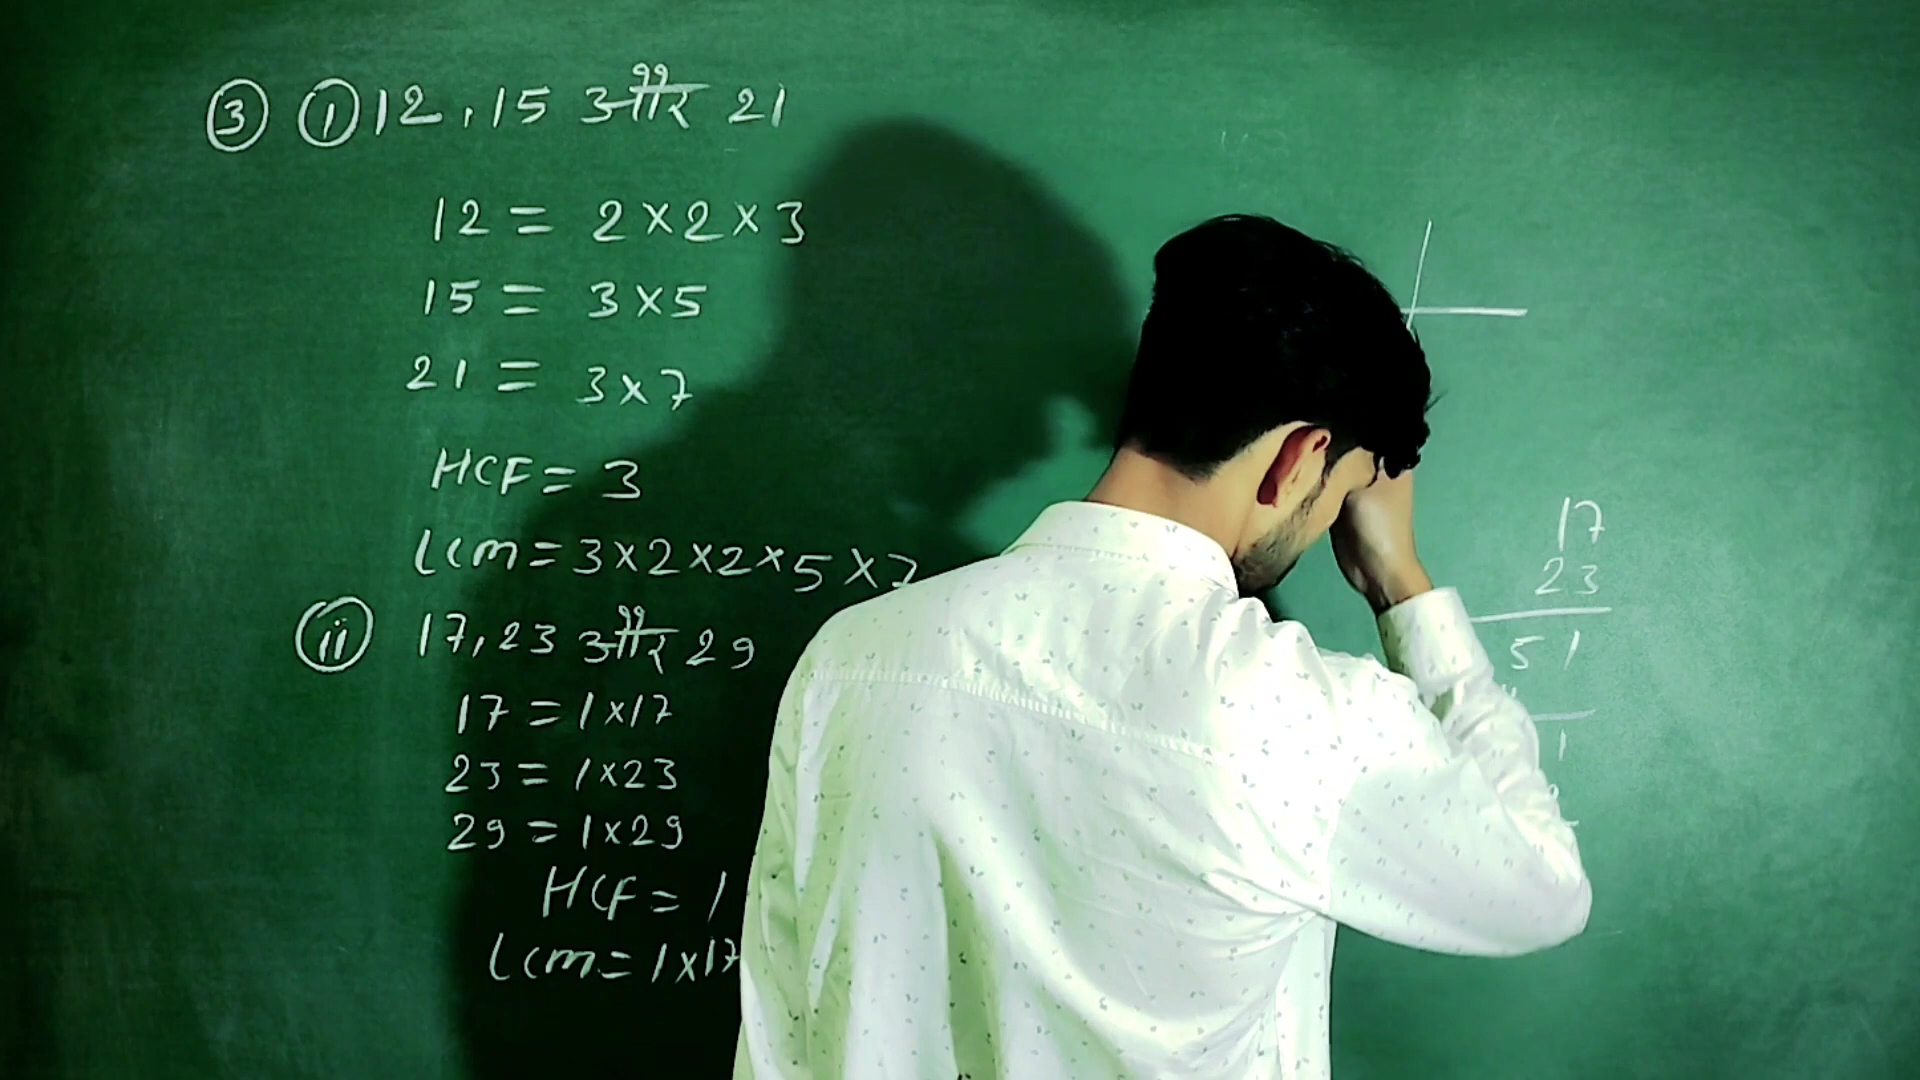 ③ ① 12, 15 और 21
12 = 2×2×3
15 = 3×5
21 = 3×7
HCF = 3
LCM = 3×2×2×5×7
ⓘⓘ 17, 23 और 29
17 = 1×17
23 = 1×23
29 = 1×29
HCF = 1
LCM = 1×17
17
23
51
1